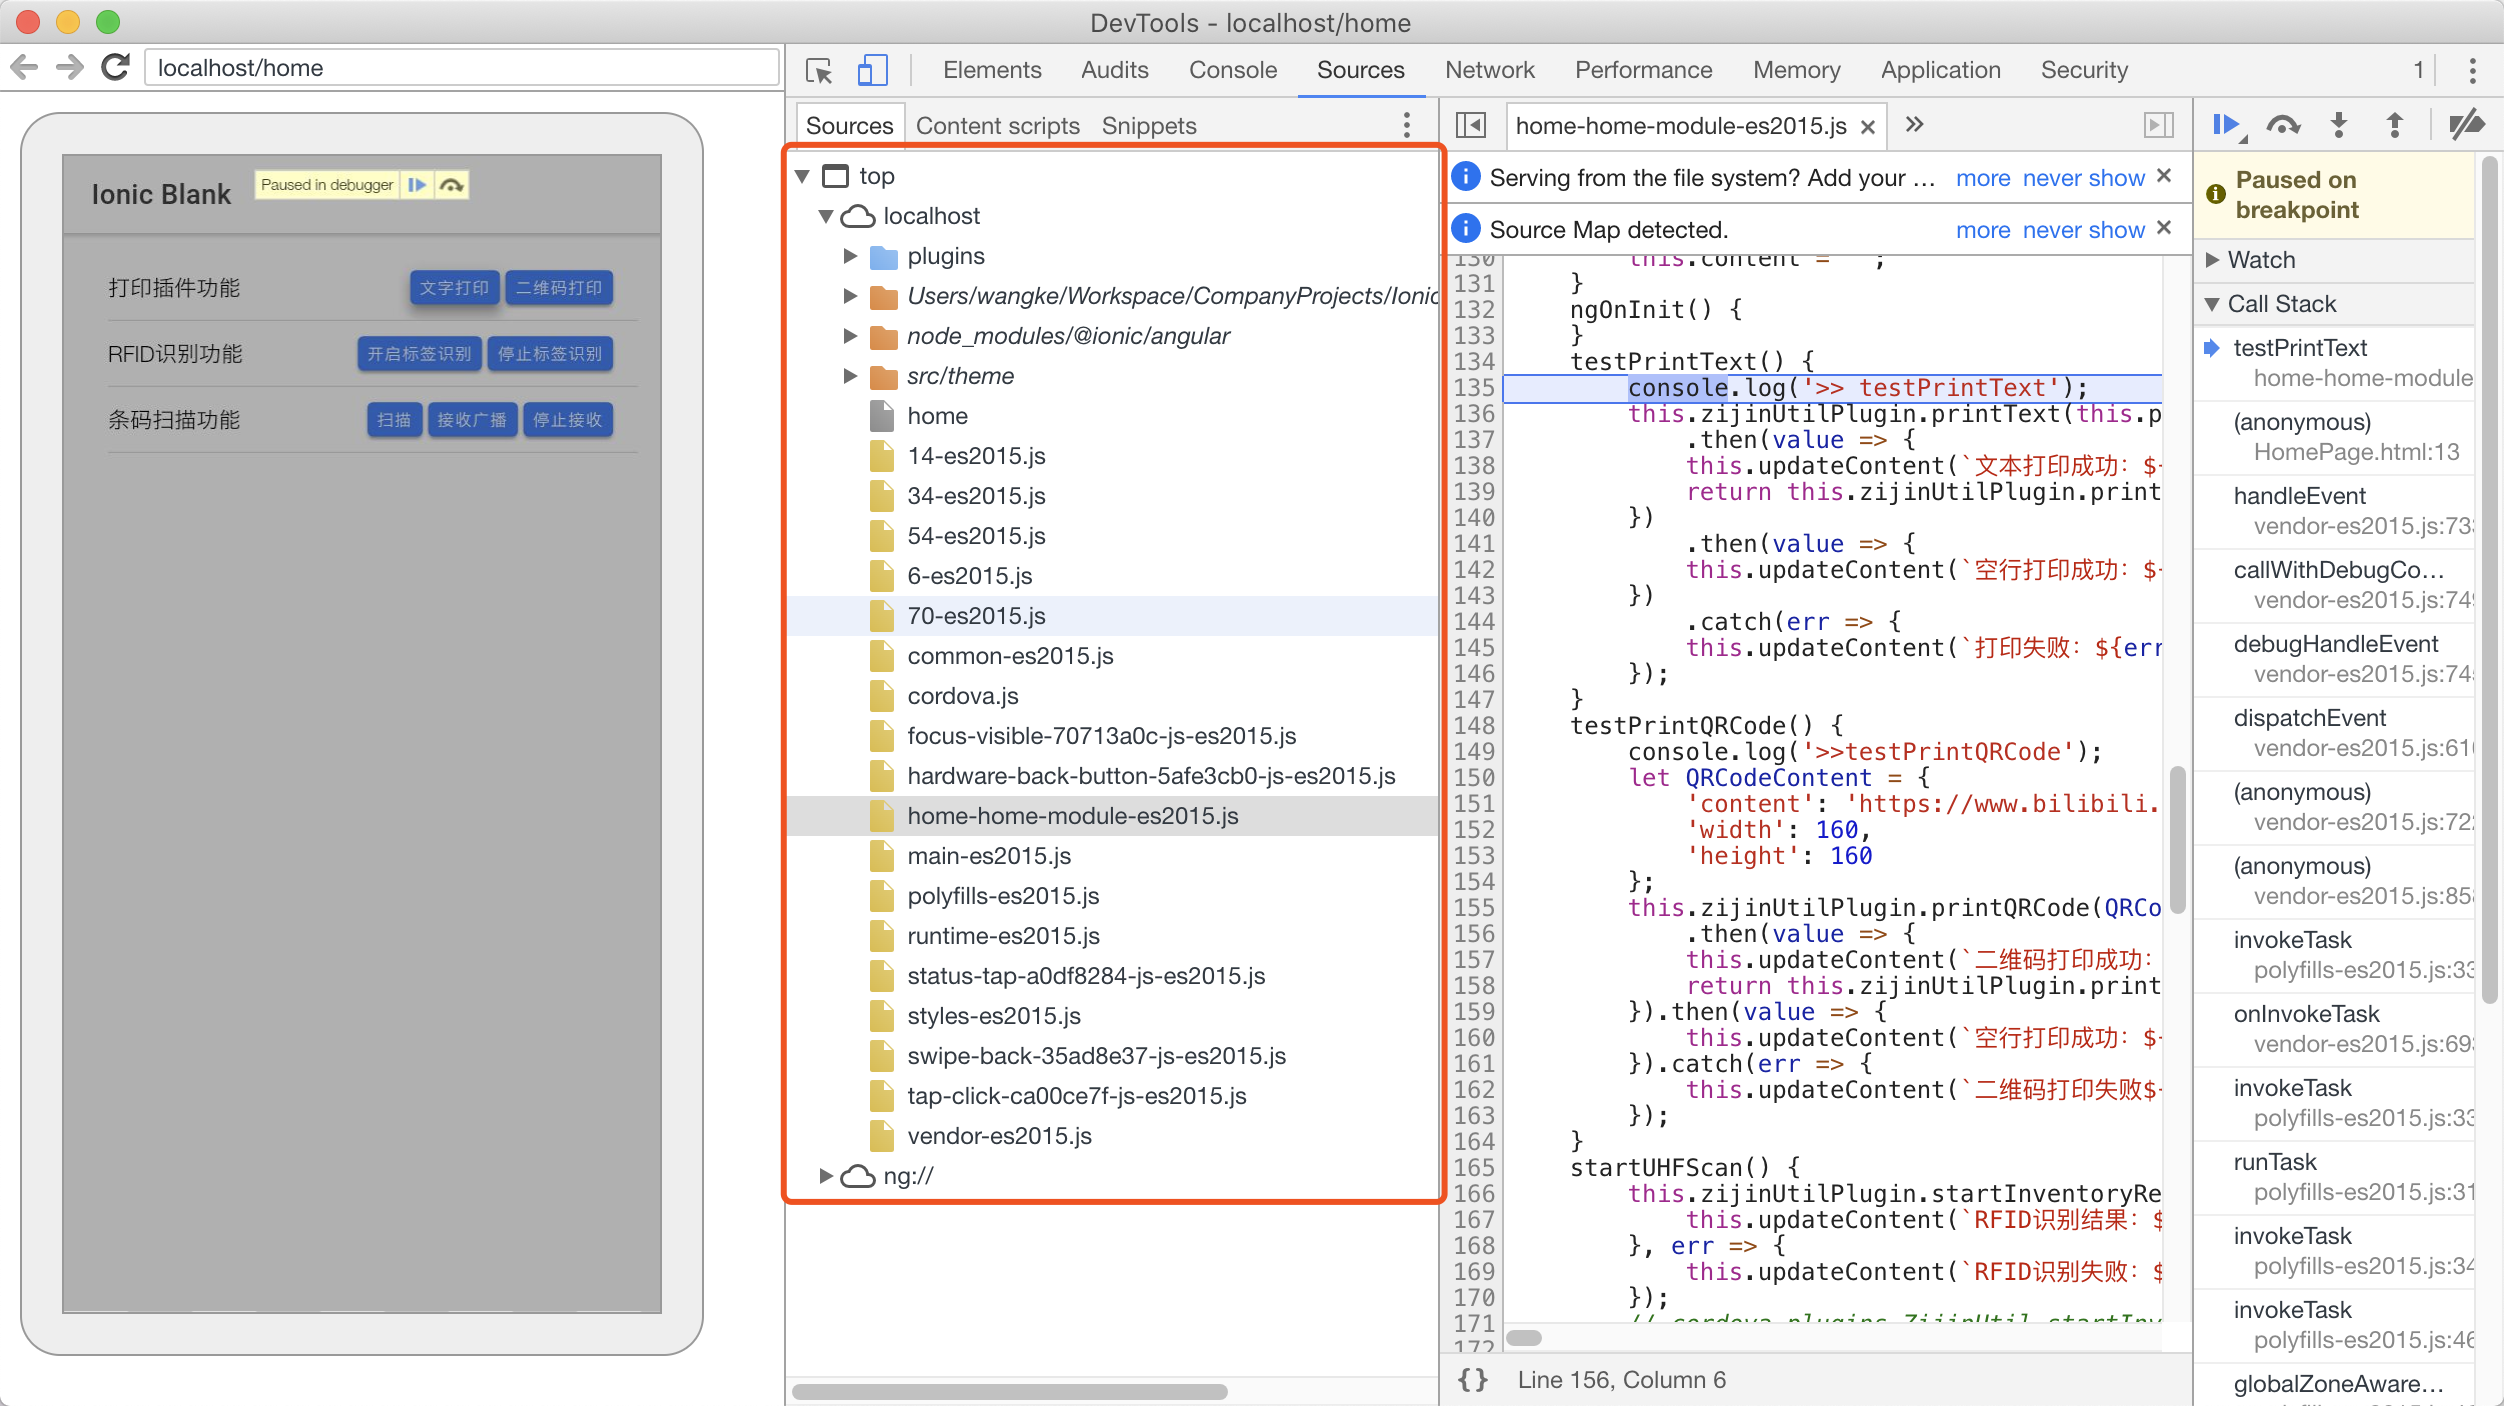 DevTools - localhost/home
localhost/home
Elements Audits Console Sources Network Performance Memory Application Security 1
Ionic Blank
Paused in debugger
打印插件功能 文字打印 二维码打印
RFID识别功能 开启标签识别 停止标签识别
条码扫描功能 扫描 接收广播 停止接收
Sources Content scripts Snippets
top
localhost
plugins
Users/wangke/Workspace/CompanyProjects/Ionic
node_modules/@ionic/angular
src/theme
home
14-es2015.js
34-es2015.js
54-es2015.js
6-es2015.js
70-es2015.js
common-es2015.js
cordova.js
focus-visible-70713a0c-js-es2015.js
hardware-back-button-5afe3cb0-js-es2015.js
home-home-module-es2015.js
main-es2015.js
polyfills-es2015.js
runtime-es2015.js
status-tap-a0df8284-js-es2015.js
styles-es2015.js
swipe-back-35ad8e37-js-es2015.js
tap-click-ca00ce7f-js-es2015.js
vendor-es2015.js
ng://
home-home-module-es2015.js × »
Serving from the file system? Add your … more never show ×
Source Map detected. more never show ×
130 this.content = '';
131 }
132 ngOnInit() {
133 }
134 testPrintText() {
135 console.log('>> testPrintText');
136 this.zijinUtilPlugin.printText(this.p
137 .then(value => {
138 this.updateContent(`文本打印成功：$
139 return this.zijinUtilPlugin.print
140 })
141 .then(value => {
142 this.updateContent(`空行打印成功：$
143 })
144 .catch(err => {
145 this.updateContent(`打印失败：${err
146 });
147 }
148 testPrintQRCode() {
149 console.log('>>testPrintQRCode');
150 let QRCodeContent = {
151 'content': 'https://www.bilibili.
152 'width': 160,
153 'height': 160
154 };
155 this.zijinUtilPlugin.printQRCode(QRCo
156 .then(value => {
157 this.updateContent(`二维码打印成功：
158 return this.zijinUtilPlugin.print
159 }).then(value => {
160 this.updateContent(`空行打印成功：$
161 }).catch(err => {
162 this.updateContent(`二维码打印失败$
163 });
164 }
165 startUHFScan() {
166 this.zijinUtilPlugin.startInventoryRe
167 this.updateContent(`RFID识别结果：$
168 }, err => {
169 this.updateContent(`RFID识别失败：$
170 });
171 // cordova.plugins.ZijinUtil.startInv
172
{} Line 156, Column 6
Paused on
breakpoint
Watch
Call Stack
testPrintText
home-home-module
(anonymous)
HomePage.html:13
handleEvent
vendor-es2015.js:733
callWithDebugCo…
vendor-es2015.js:749
debugHandleEvent
vendor-es2015.js:745
dispatchEvent
vendor-es2015.js:610
(anonymous)
vendor-es2015.js:722
(anonymous)
vendor-es2015.js:858
invokeTask
polyfills-es2015.js:33
onInvokeTask
vendor-es2015.js:693
invokeTask
polyfills-es2015.js:33
runTask
polyfills-es2015.js:31
invokeTask
polyfills-es2015.js:34
invokeTask
polyfills-es2015.js:46
globalZoneAware…